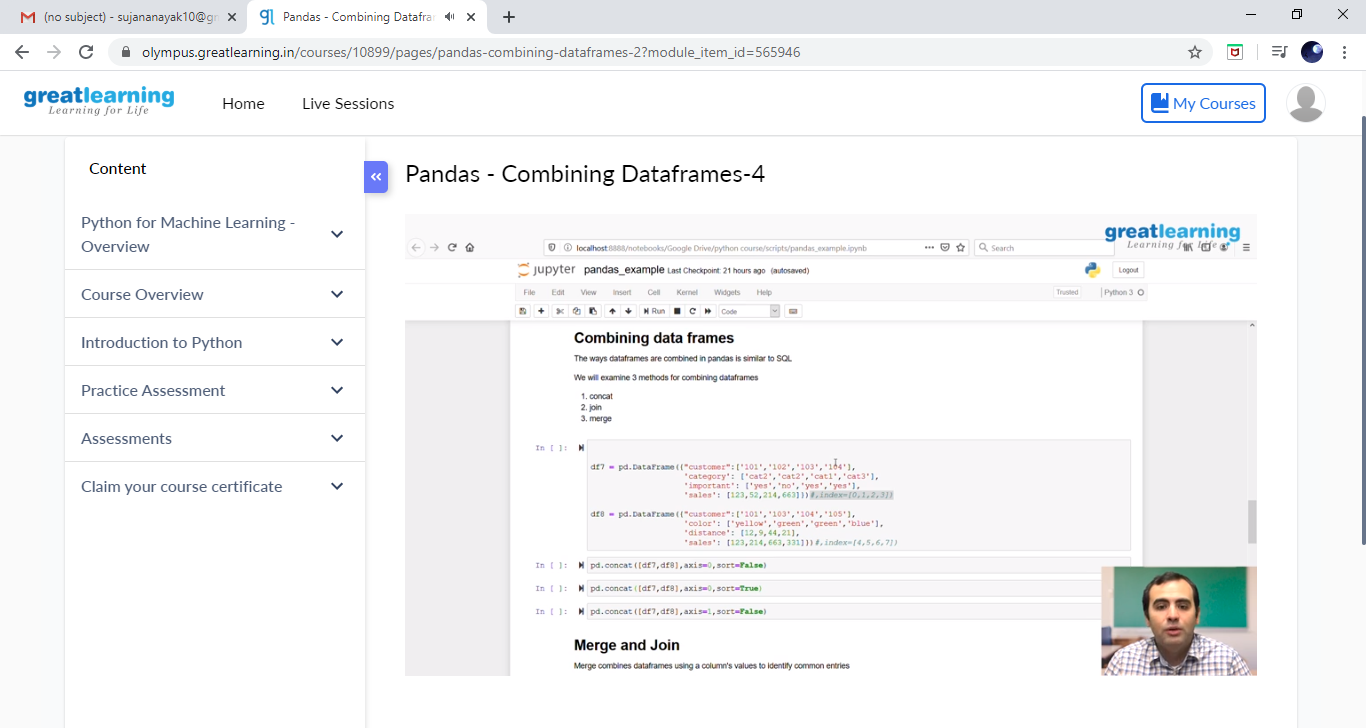 (no subject) - sujananayak10@gm
Pandas - Combining Datafra
olympus.greatlearning.in/courses/10899/pages/pandas-combining-dataframes-2?module_item_id=565946
greatlearning
Learning for Life
Home
Live Sessions
My Courses
Content
Python for Machine Learning -
Overview
Course Overview
Introduction to Python
Practice Assessment
Assessments
Claim your course certificate
Pandas - Combining Dataframes-4
greatlearning
Learning for Life
localhost:8888/notebooks/Google Drive/python course/scripts/pandas_example.ipynb
Search
jupyter pandas_example Last Checkpoint: 21 hours ago (autosaved)
Logout
File Edit View Insert Cell Kernel Widgets Help
Trusted
Python 3
Run
Code
Combining data frames
The ways dataframes are combined in pandas is similar to SQL
We will examine 3 methods for combining dataframes
1. concat
2. join
3. merge
In [ ]:
df7 = pd.DataFrame({"customer":['101','102','103','104'],
'category': ['cat2','cat2','cat1','cat3'],
'important': ['yes','no','yes','yes'],
'sales': [123,52,214,663]})#,index=[0,1,2,3])
df8 = pd.DataFrame({"customer":['101','103','104','105'],
'color': ['yellow','green','green','blue'],
'distance': [12,9,44,21],
'sales': [123,214,663,331]})#,index=[4,5,6,7])
In [ ]: pd.concat([df7,df8],axis=0,sort=False)
In [ ]: pd.concat([df7,df8],axis=0,sort=True)
In [ ]: pd.concat([df7,df8],axis=1,sort=False)
Merge and Join
Merge combines dataframes using a column's values to identify common entries